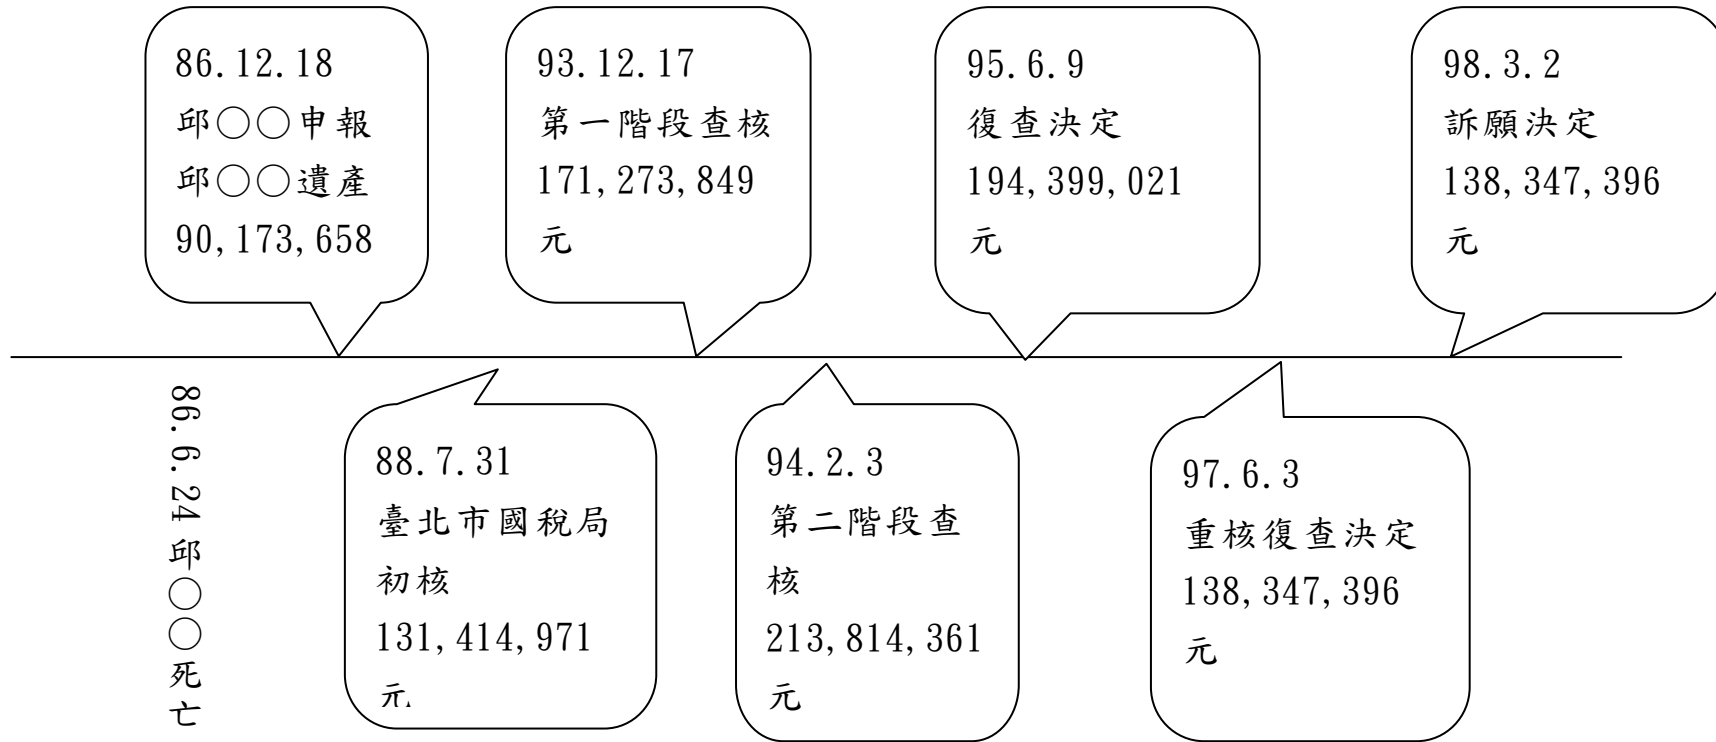 86.12.18
邱○○申報
邱○○遺產
90,173,658
93.12.17
第一階段查核
171,273,849
元
95.6.9
復查決定
194,399,021
元
98.3.2
訴願決定
138,347,396
元
86.6.24邱○○死亡
88.7.31
臺北市國稅局
初核
131,414,971
元
94.2.3
第二階段查
核
213,814,361
元
97.6.3
重核復查決定
138,347,396
元